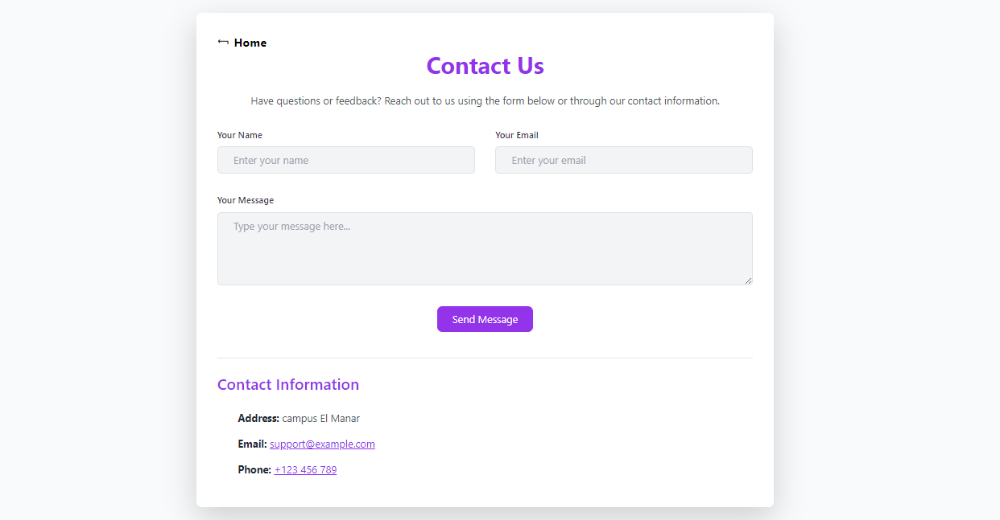 Home
Contact Us
Have questions or feedback? Reach out to us using the form below or through our contact information.
Your Name
Your Email
Enter your name
Enter your email
Your Message
Type your message here...
Send Message
Contact Information
Address: campus El Manar
Email: support@example.com
Phone: +123 456 789